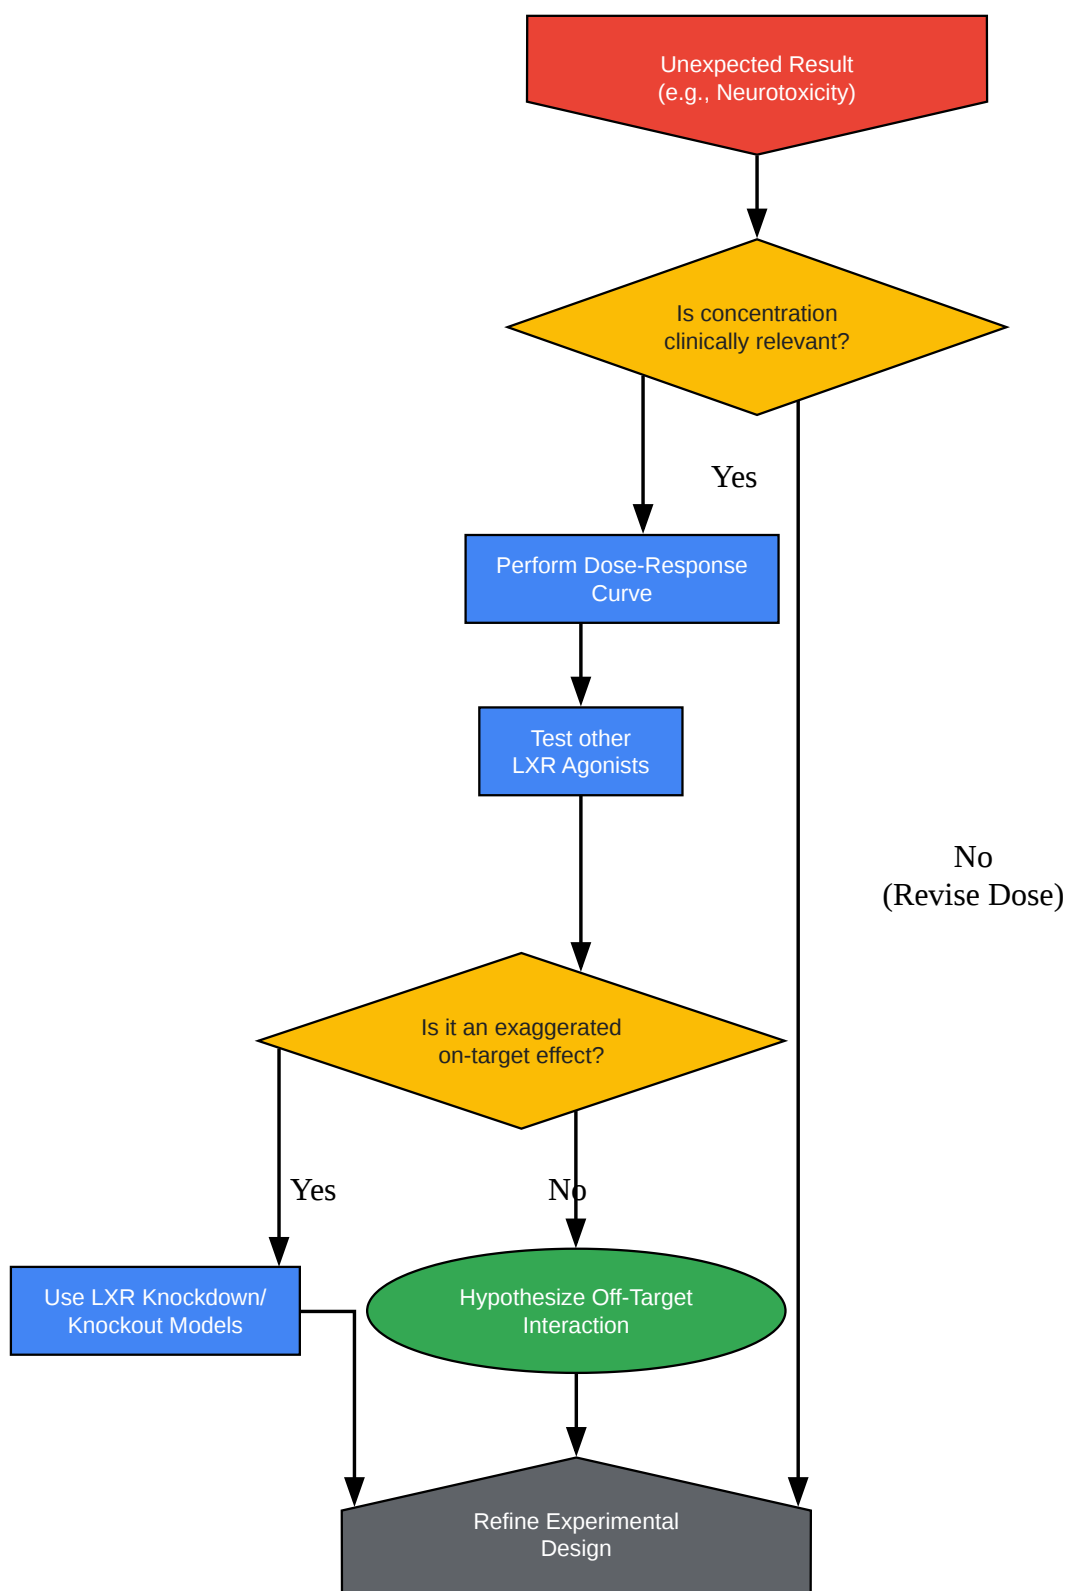 Unexpected Result
(e.g., Neurotoxicity)
Is concentration
clinically relevant?
Yes
Perform Dose-Response
Curve
Test other
LXR Agonists
No
(Revise Dose)
Is it an exaggerated
on-target effect?
Yes
No
Use LXR Knockdown/
Knockout Models
Hypothesize Off-Target
Interaction
Refine Experimental
Design